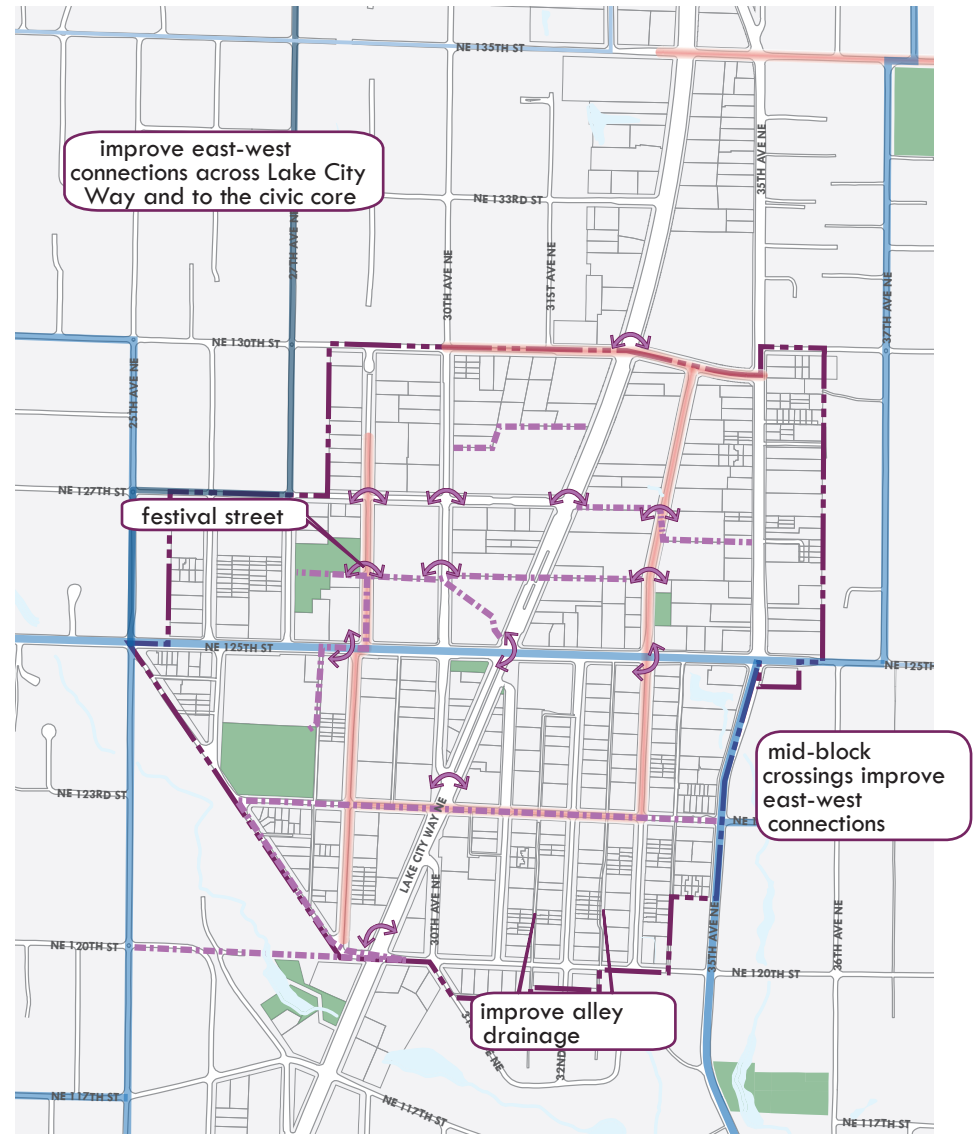 NE 135TH ST
35TH AVE NE
improve east-west
connections across Lake City
Way and to the civic core
27TH AVE NE
NE 133RD ST
30TH AVE NE
31ST AVE NE
37TH AVE NE
NE 130TH ST
25TH AVE NE
NE 127TH ST
festival street
NE 125TH ST
NE 125TH
mid-block
crossings improve
east-west
connections
NE 123RD ST
NE
LAKE CITY WAY NE
30TH AVE NE
35TH AVE NE
36TH AVE NE
NE 120TH ST
NE 120TH ST
improve alley
drainage
NE
32ND
NE 117TH ST
NE 117TH ST
NE 117TH ST